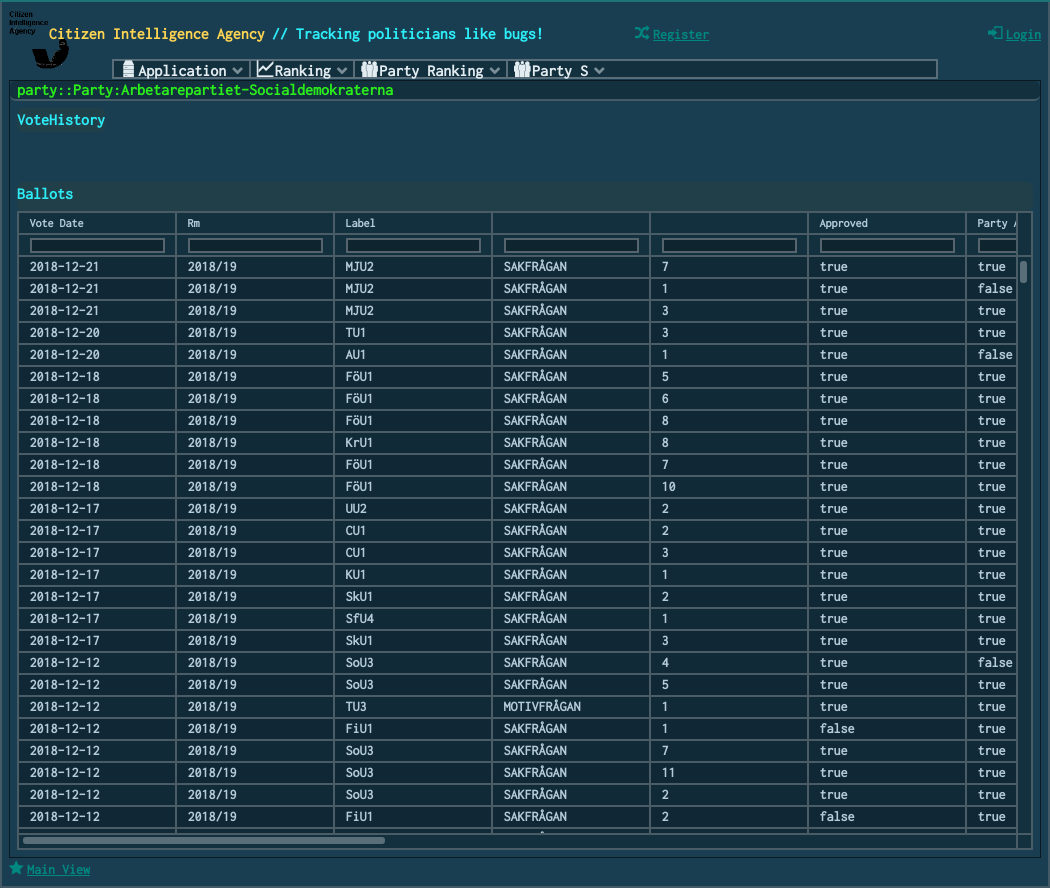 Citizen
Intelligence
Agency
Citizen Intelligence Agency // Tracking politicians like bugs!
Register
Login
Application Ranking Party Ranking Party S
party::Party:Arbetarepartiet-Socialdemokraterna
VoteHistory
Ballots
Vote Date Rm Label Approved Party
2018-12-21 2018/19 MJU2 SAKFRÅGAN 7 true true
2018-12-21 2018/19 MJU2 SAKFRÅGAN 1 true false
2018-12-21 2018/19 MJU2 SAKFRÅGAN 3 true true
2018-12-20 2018/19 TU1 SAKFRÅGAN 3 true true
2018-12-20 2018/19 AU1 SAKFRÅGAN 1 true false
2018-12-18 2018/19 FöU1 SAKFRÅGAN 5 true true
2018-12-18 2018/19 FöU1 SAKFRÅGAN 6 true true
2018-12-18 2018/19 FöU1 SAKFRÅGAN 8 true true
2018-12-18 2018/19 KrU1 SAKFRÅGAN 8 true true
2018-12-18 2018/19 FöU1 SAKFRÅGAN 7 true true
2018-12-18 2018/19 FöU1 SAKFRÅGAN 10 true true
2018-12-17 2018/19 UU2 SAKFRÅGAN 2 true true
2018-12-17 2018/19 CU1 SAKFRÅGAN 2 true true
2018-12-17 2018/19 CU1 SAKFRÅGAN 3 true true
2018-12-17 2018/19 KU1 SAKFRÅGAN 1 true true
2018-12-17 2018/19 SkU1 SAKFRÅGAN 2 true true
2018-12-17 2018/19 SfU4 SAKFRÅGAN 1 true true
2018-12-17 2018/19 SkU1 SAKFRÅGAN 3 true true
2018-12-12 2018/19 SoU3 SAKFRÅGAN 4 true false
2018-12-12 2018/19 SoU3 SAKFRÅGAN 5 true true
2018-12-12 2018/19 TU3 MOTIVFRÅGAN 1 true true
2018-12-12 2018/19 FiU1 SAKFRÅGAN 1 false true
2018-12-12 2018/19 SoU3 SAKFRÅGAN 7 true true
2018-12-12 2018/19 SoU3 SAKFRÅGAN 11 true true
2018-12-12 2018/19 SoU3 SAKFRÅGAN 2 true true
2018-12-12 2018/19 FiU1 SAKFRÅGAN 2 false true
Main View